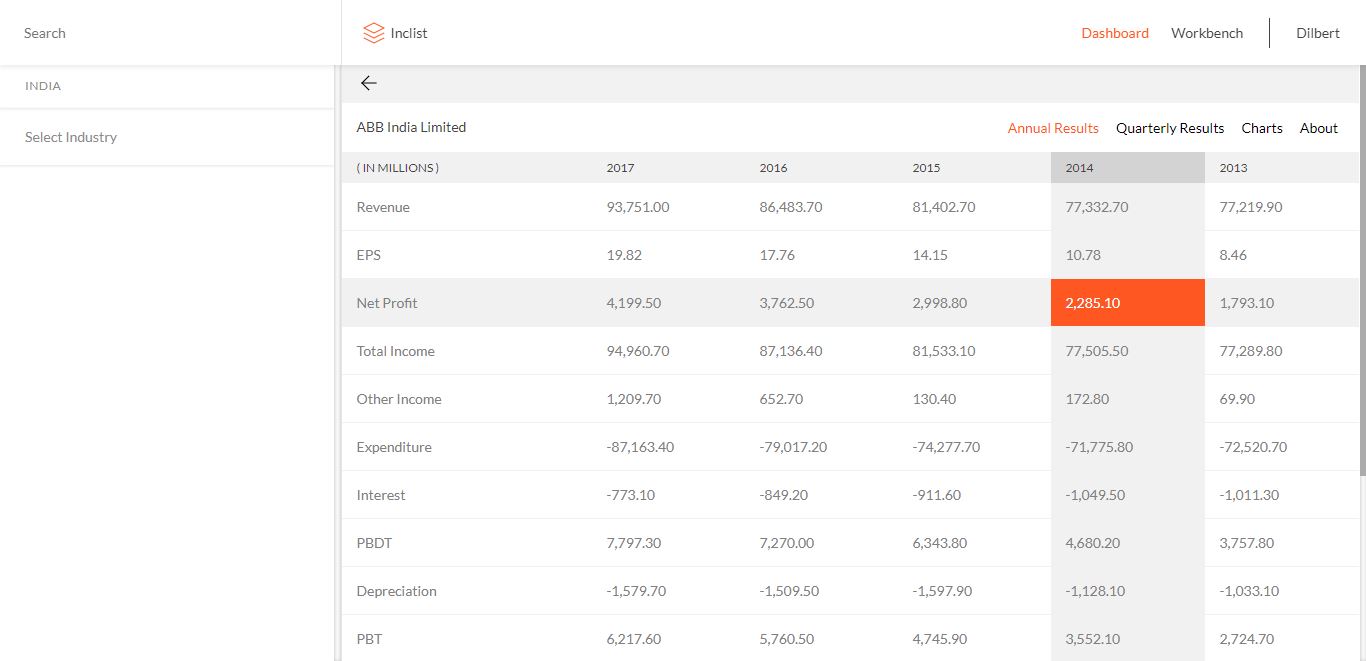 Search
Inclist
Dashboard Workbench Dilbert
INDIA
Select Industry
ABB India Limited
Annual Results Quarterly Results Charts About
( IN MILLIONS ) 2017 2016 2015 2014 2013
Revenue 93,751.00 86,483.70 81,402.70 77,332.70 77,219.90
EPS 19.82 17.76 14.15 10.78 8.46
Net Profit 4,199.50 3,762.50 2,998.80 2,285.10 1,793.10
Total Income 94,960.70 87,136.40 81,533.10 77,505.50 77,289.80
Other Income 1,209.70 652.70 130.40 172.80 69.90
Expenditure -87,163.40 -79,017.20 -74,277.70 -71,775.80 -72,520.70
Interest -773.10 -849.20 -911.60 -1,049.50 -1,011.30
PBDT 7,797.30 7,270.00 6,343.80 4,680.20 3,757.80
Depreciation -1,579.70 -1,509.50 -1,597.90 -1,128.10 -1,033.10
PBT 6,217.60 5,760.50 4,745.90 3,552.10 2,724.70